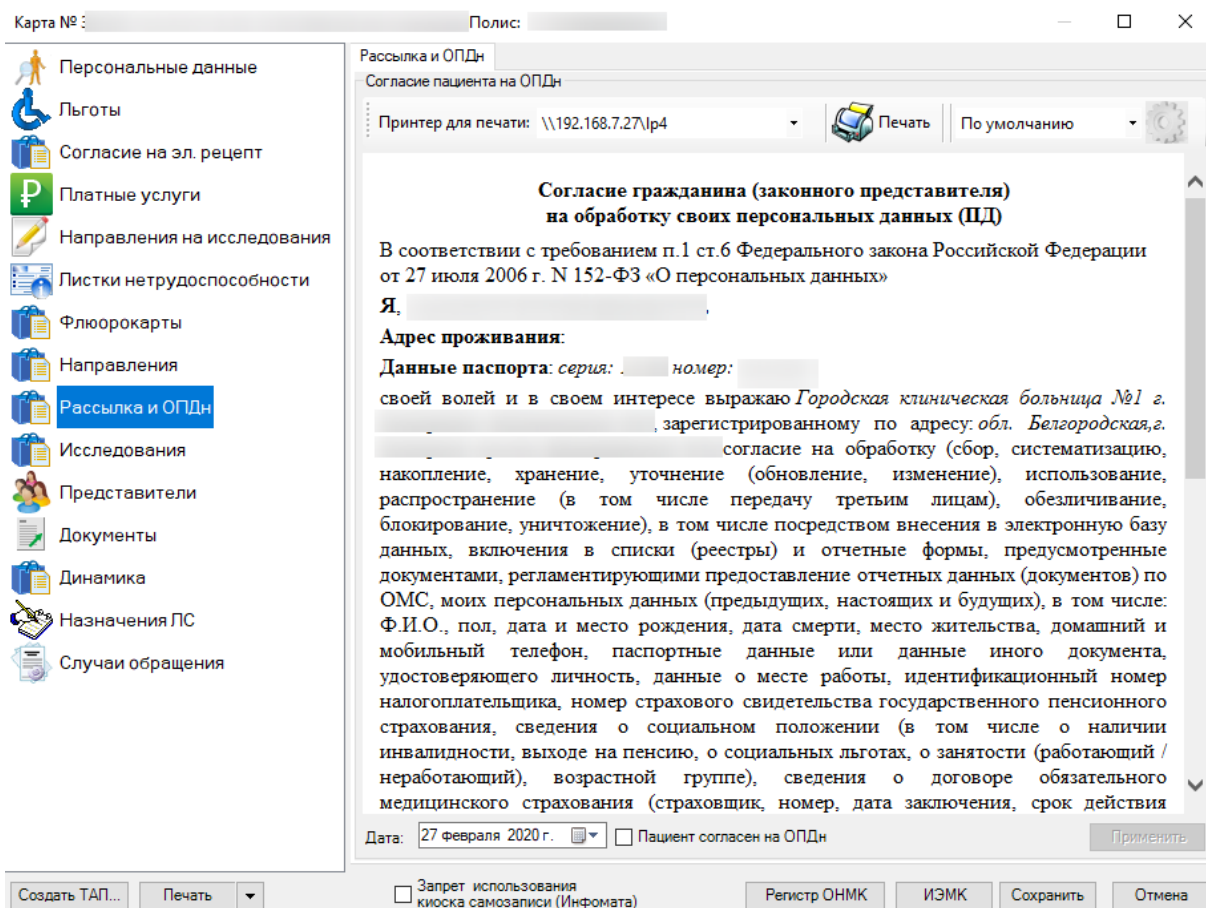 Карта №
Полис:
Персональные данные
Льготы
Согласие на эл. рецепт
Платные услуги
Направления на исследования
Листки нетрудоспособности
Флюорокарты
Направления
Рассылка и ОПДн
Исследования
Представители
Документы
Динамика
Назначения ЛС
Случаи обращения
Рассылка и ОПДн
Согласие пациента на ОПДн
Принтер для печати: \\192.168.7.27\lp4 Печать По умолчанию
Согласие гражданина (законного представителя)
на обработку своих персональных данных (ПД)
В соответствии с требованием п.1 ст.6 Федерального закона Российской Федерации
от 27 июля 2006 г. N 152-ФЗ «О персональных данных»
Я,
Адрес проживания:
Данные паспорта: серия: номер:
своей волей и в своем интересе выражаю Городская клиническая больница №1 г.
, зарегистрированному по адресу: обл. Белгородская,г.
согласие на обработку (сбор, систематизацию,
накопление, хранение, уточнение (обновление, изменение), использование,
распространение (в том числе передачу третьим лицам), обезличивание,
блокирование, уничтожение), в том числе посредством внесения в электронную базу
данных, включения в списки (реестры) и отчетные формы, предусмотренные
документами, регламентирующими предоставление отчетных данных (документов) по
ОМС, моих персональных данных (предыдущих, настоящих и будущих), в том числе:
Ф.И.О., пол, дата и место рождения, дата смерти, место жительства, домашний и
мобильный телефон, паспортные данные или данные иного документа,
удостоверяющего личность, данные о месте работы, идентификационный номер
налогоплательщика, номер страхового свидетельства государственного пенсионного
страхования, сведения о социальном положении (в том числе о наличии
инвалидности, выходе на пенсию, о социальных льготах, о занятости (работающий /
неработающий), возрастной группе), сведения о договоре обязательного
медицинского страхования (страховщик, номер, дата заключения, срок действия
Дата: 27 февраля 2020 г. Пациент согласен на ОПДн Применить
Создать ТАП... Печать Запрет использования
киоска самозаписи (Инфомата) Регистр ОНМК ИЭМК Сохранить Отмена